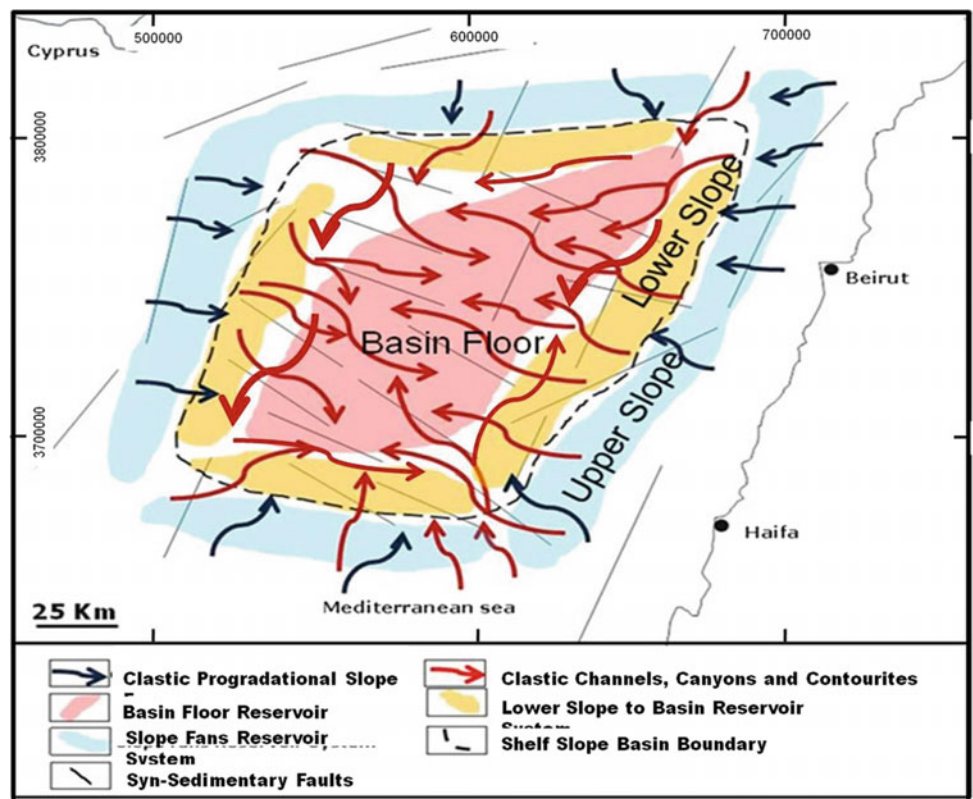 500000
600000
700000
Cyprus
3800000
Lower Slope
Beirut
Basin Floor
3700000
Upper Slope
Haifa
Mediterranean sea
25 Km
Clastic Progradational Slope
Clastic Channels, Canyons and Contourites
Basin Floor Reservoir
Lower Slope to Basin Reservoir
Slope Fans Reservoir
System
Shelf Slope Basin Boundary
Syn-Sedimentary Faults